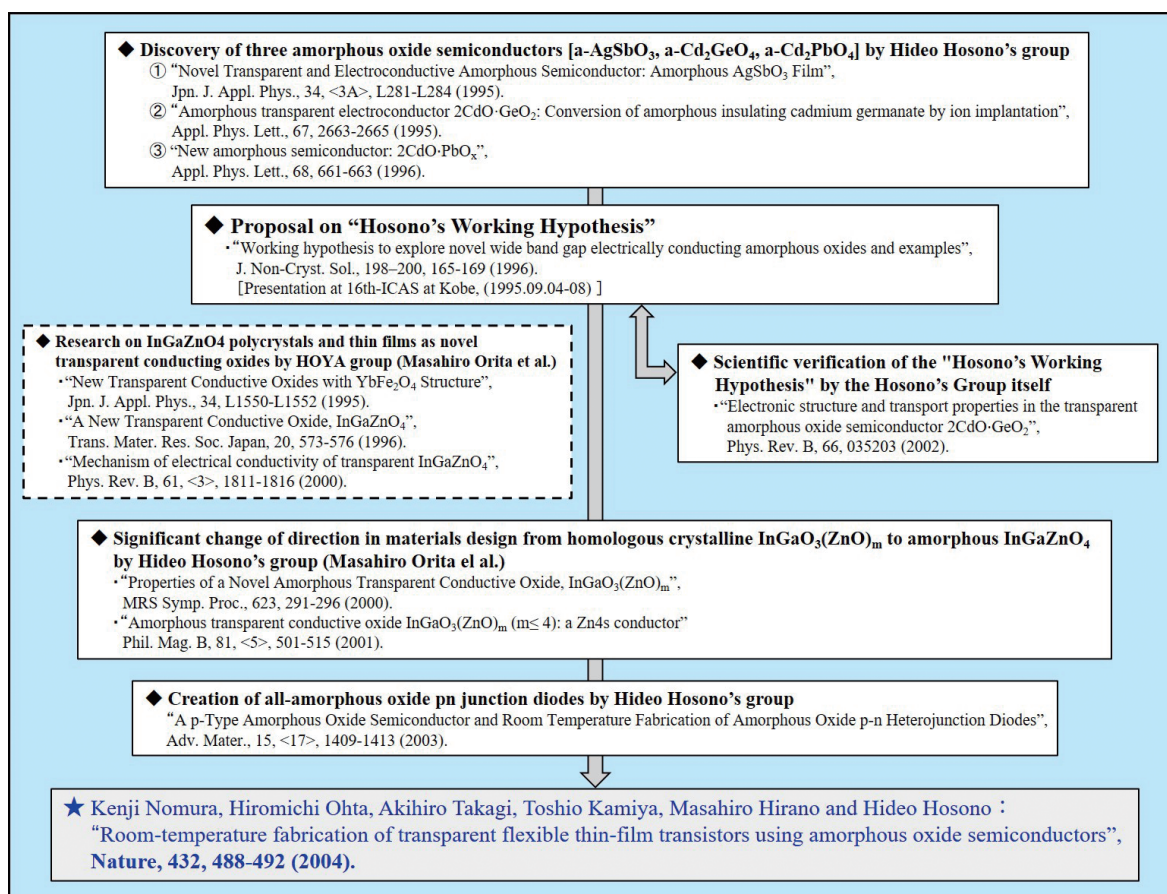 ◆ Discovery of three amorphous oxide semiconductors [a-AgSbO₃, a-Cd₂GeO₄, a-Cd₂PbO₄] by Hideo Hosono's group
① “Novel Transparent and Electroconductive Amorphous Semiconductor: Amorphous AgSbO₃ Film”,
Jpn. J. Appl. Phys., 34, <3A>, L281-L284 (1995).
② “Amorphous transparent electroconductor 2CdO·GeO₂: Conversion of amorphous insulating cadmium germanate by ion implantation”,
Appl. Phys. Lett., 67, 2663-2665 (1995).
③ “New amorphous semiconductor: 2CdO·PbOₓ”,
Appl. Phys. Lett., 68, 661-663 (1996).
◆ Proposal on “Hosono's Working Hypothesis”
・“Working hypothesis to explore novel wide band gap electrically conducting amorphous oxides and examples”,
J. Non-Cryst. Sol., 198–200, 165-169 (1996).
[Presentation at 16th-ICAS at Kobe, (1995.09.04-08) ]
◆ Research on InGaZnO4 polycrystals and thin films as novel
transparent conducting oxides by HOYA group (Masahiro Orita et al.)
・“New Transparent Conductive Oxides with YbFe₂O₄ Structure”,
Jpn. J. Appl. Phys., 34, L1550-L1552 (1995).
・“A New Transparent Conductive Oxide, InGaZnO₄”,
Trans. Mater. Res. Soc. Japan, 20, 573-576 (1996).
・“Mechanism of electrical conductivity of transparent InGaZnO₄”,
Phys. Rev. B, 61, <3>, 1811-1816 (2000).
◆ Scientific verification of the "Hosono's Working
Hypothesis" by the Hosono's Group itself
・“Electronic structure and transport properties in the transparent
amorphous oxide semiconductor 2CdO·GeO₂”,
Phys. Rev. B, 66, 035203 (2002).
◆ Significant change of direction in materials design from homologous crystalline InGaO₃(ZnO)ₘ to amorphous InGaZnO₄
by Hideo Hosono's group (Masahiro Orita el al.)
・“Properties of a Novel Amorphous Transparent Conductive Oxide, InGaO₃(ZnO)ₘ”,
MRS Symp. Proc., 623, 291-296 (2000).
・“Amorphous transparent conductive oxide InGaO₃(ZnO)ₘ (m≤ 4): a Zn4s conductor”
Phil. Mag. B, 81, <5>, 501-515 (2001).
◆ Creation of all-amorphous oxide pn junction diodes by Hideo Hosono's group
“A p-Type Amorphous Oxide Semiconductor and Room Temperature Fabrication of Amorphous Oxide p-n Heterojunction Diodes”,
Adv. Mater., 15, <17>, 1409-1413 (2003).
★ Kenji Nomura, Hiromichi Ohta, Akihiro Takagi, Toshio Kamiya, Masahiro Hirano and Hideo Hosono：
“Room-temperature fabrication of transparent flexible thin-film transistors using amorphous oxide semiconductors”,
Nature, 432, 488-492 (2004).